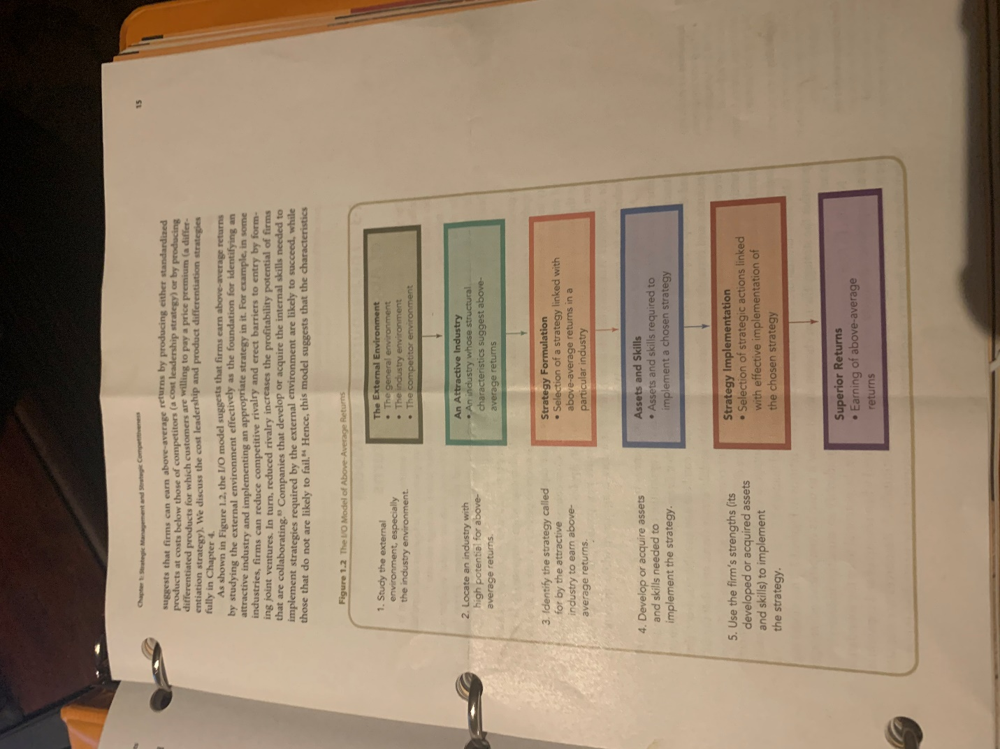 Chapter 1: Strategic Management and Strategic Competitiveness
15
suggests that firms can earn above-average returns by producing either standardized
products at costs below those of competitors (a cost leadership strategy) or by producing
differentiated products for which customers are willing to pay a price premium (a differ-
entiation strategy). We discuss the cost leadership and product differentiation strategies
fully in Chapter 4.
As shown in Figure 1.2, the I/O model suggests that firms earn above-average returns
by studying the external environment effectively as the foundation for identifying an
attractive industry and implementing an appropriate strategy in it. For example, in some
industries, firms can reduce competitive rivalry and erect barriers to entry by form-
ing joint ventures. In turn, reduced rivalry increases the profitability potential of firms
that are collaborating.83 Companies that develop or acquire the internal skills needed to
implement strategies required by the external environment are likely to succeed, while
those that do not are likely to fail.84 Hence, this model suggests that the characteristics
Figure 1.2 The I/O Model of Above-Average Returns
1. Study the external
environment, especially
the industry environment.
The External Environment
• The general environment
• The industry environment
• The competitor environment
2. Locate an industry with
high potential for above-
average returns.
An Attractive Industry
• An industry whose structural
characteristics suggest above-
average returns
3. Identify the strategy called
for by the attractive
industry to earn above-
average returns.
Strategy Formulation
• Selection of a strategy linked with
above-average returns in a
particular industry
4. Develop or acquire assets
and skills needed to
implement the strategy.
Assets and Skills
• Assets and skills required to
implement a chosen strategy
5. Use the firm's strengths (its
developed or acquired assets
and skills) to implement
the strategy.
Strategy Implementation
• Selection of strategic actions linked
with effective implementation of
the chosen strategy
Superior Returns
• Earning of above-average
returns